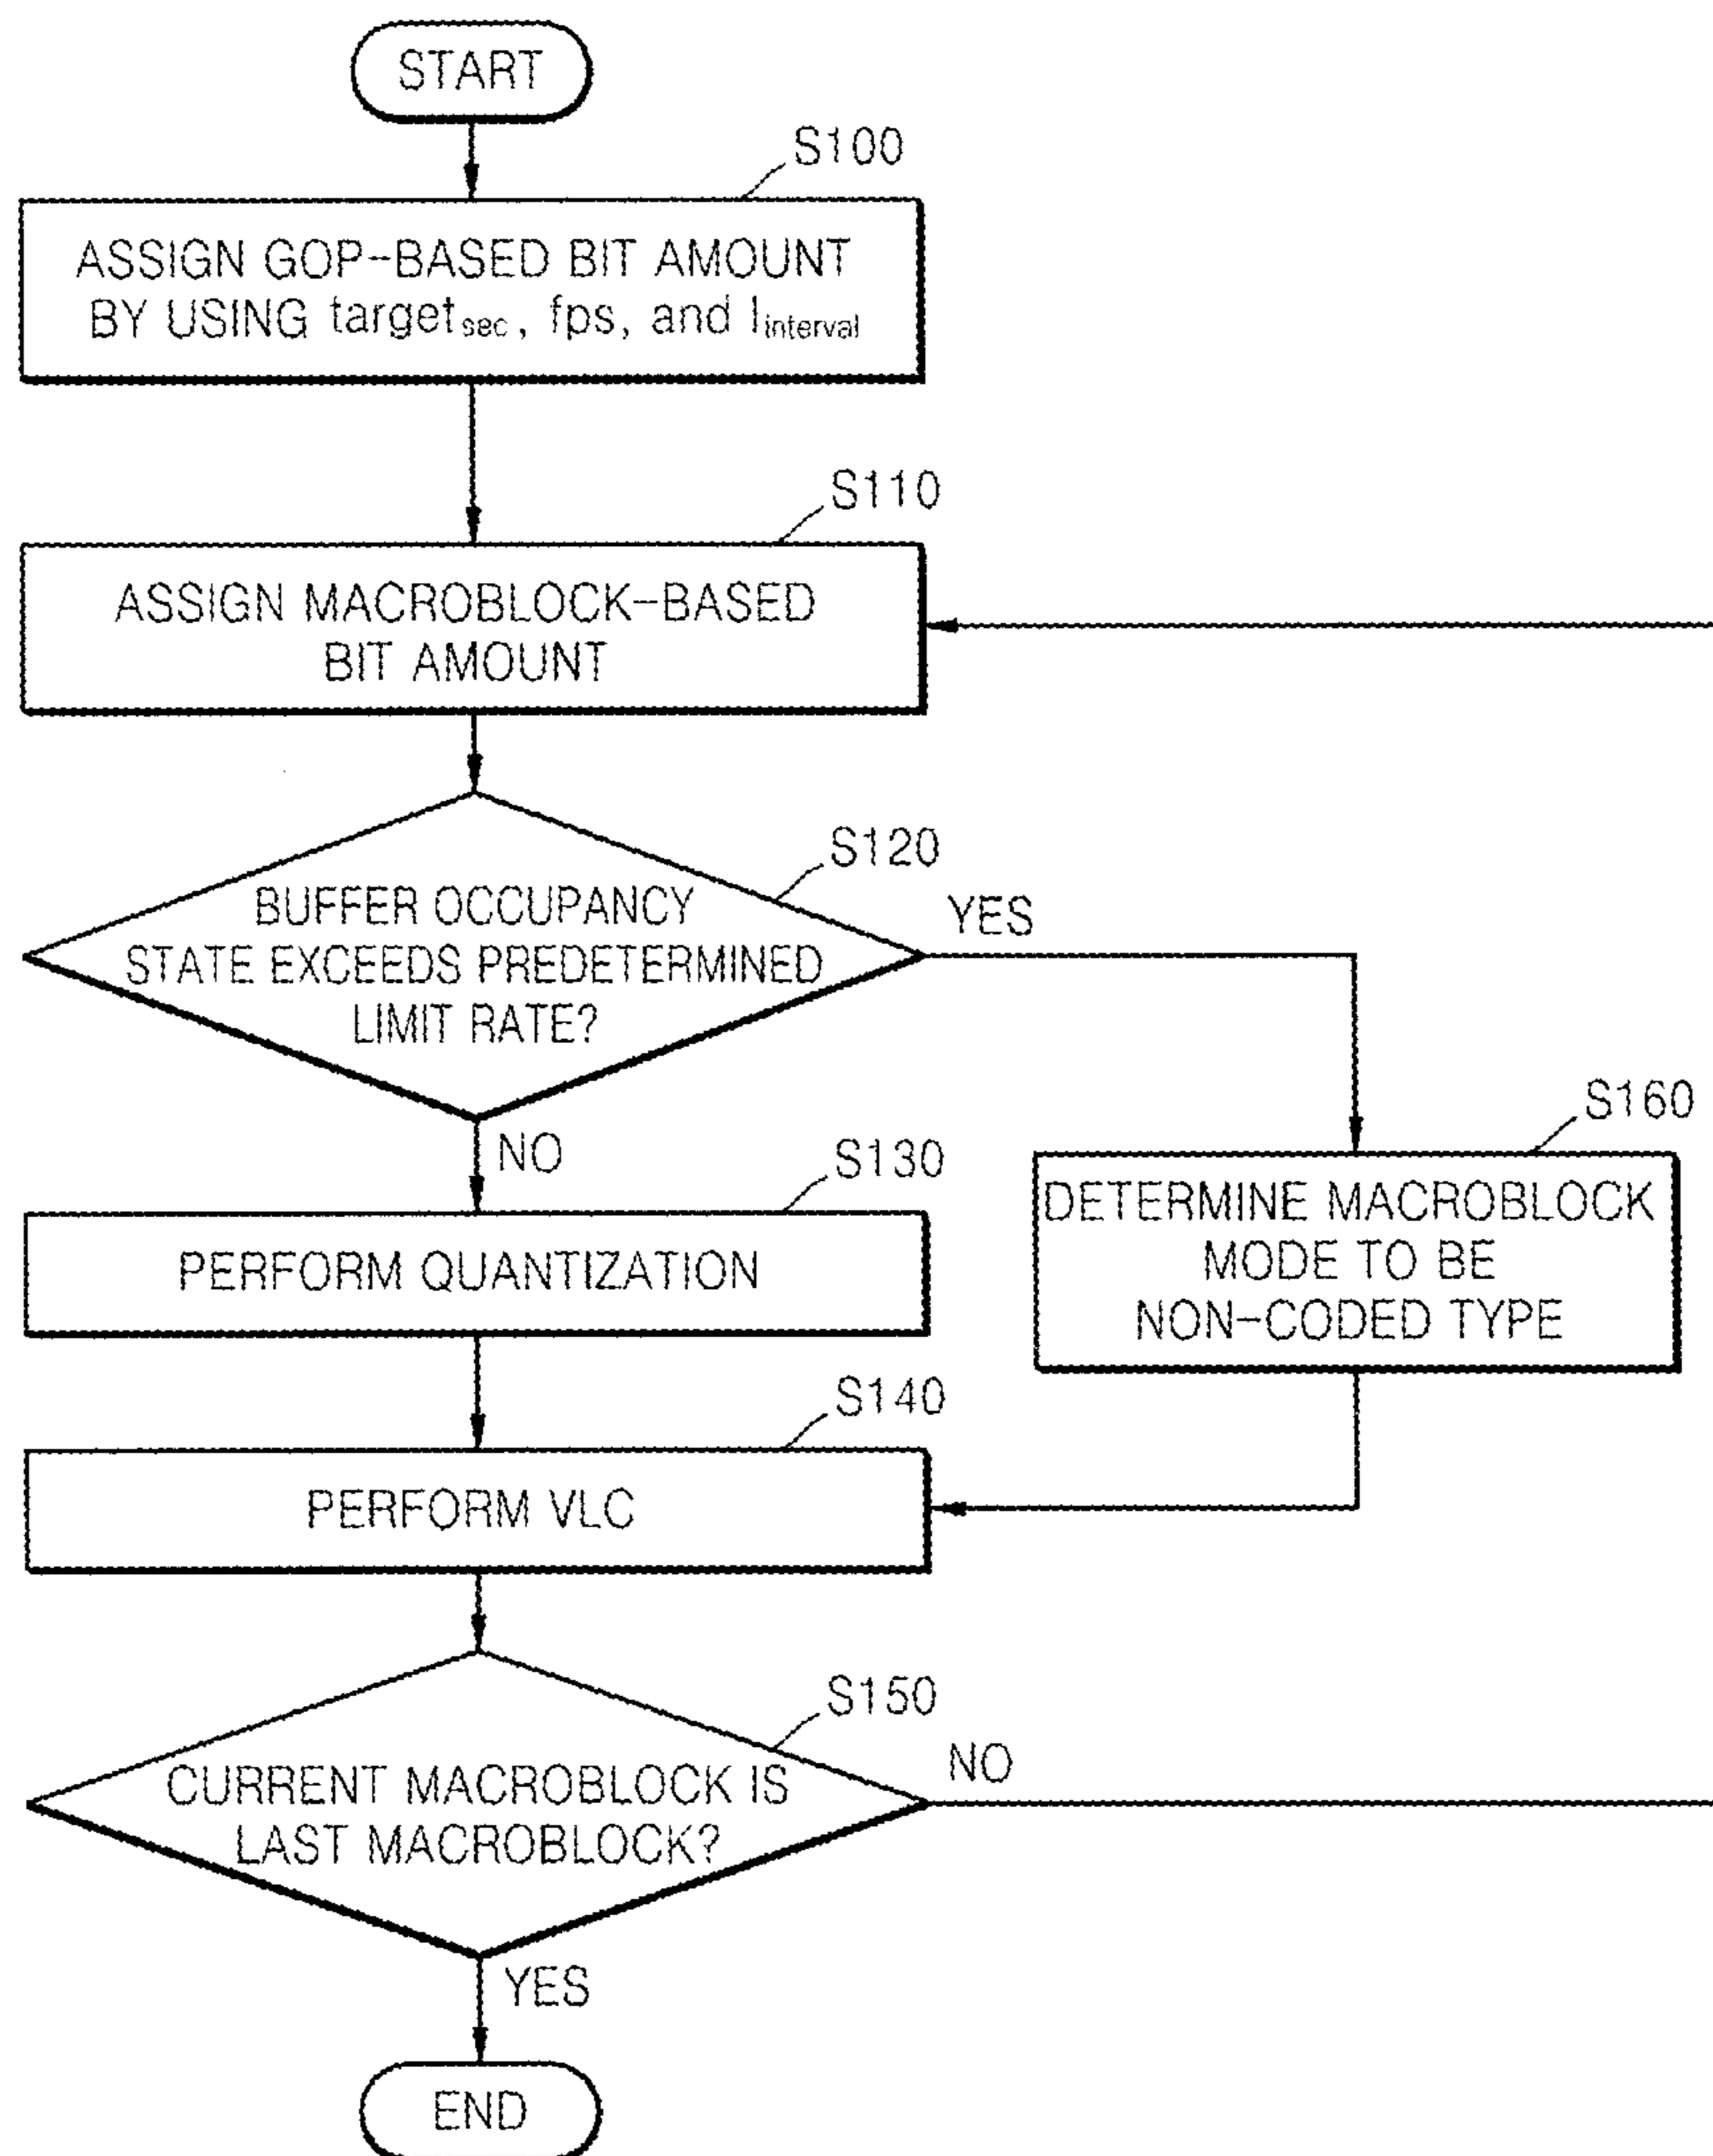 START
S100
ASSIGN GOP-BASED BIT AMOUNT
BY USING targetsec, fps, and Iinterval
S110
ASSIGN MACROBLOCK-BASED
BIT AMOUNT
S120
BUFFER OCCUPANCY
STATE EXCEEDS PREDETERMINED
LIMIT RATE?
YES
NO
S130
PERFORM QUANTIZATION
S160
DETERMINE MACROBLOCK
MODE TO BE
NON-CODED TYPE
S140
PERFORM VLC
S150
CURRENT MACROBLOCK IS
LAST MACROBLOCK?
NO
YES
END